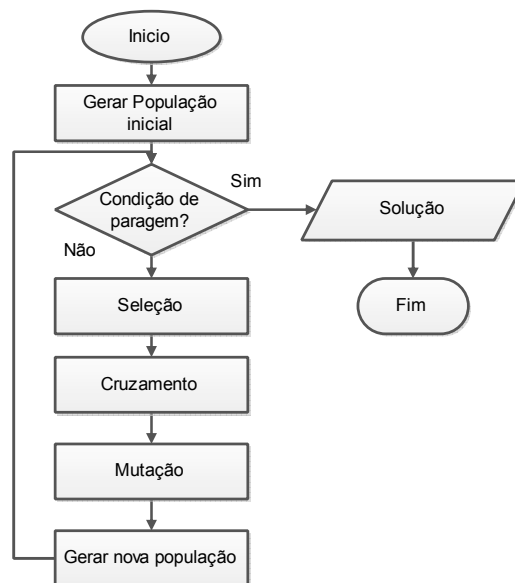 Inicio
Gerar População
inicial
Condição de
paragem?
Sim
Solução
Não
Fim
Seleção
Cruzamento
Mutação
Gerar nova população